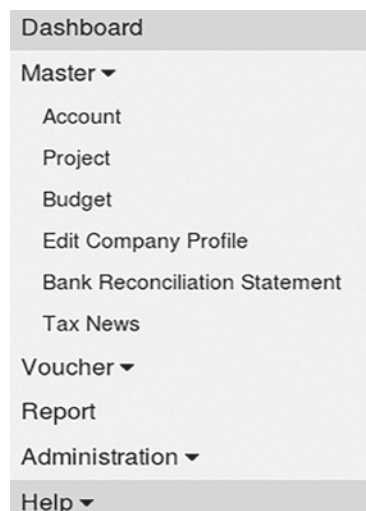 Dashboard
Master
Account
Project
Budget
Edit Company Profile
Bank Reconciliation Statement
Tax News
Voucher
Report
Administration
Help